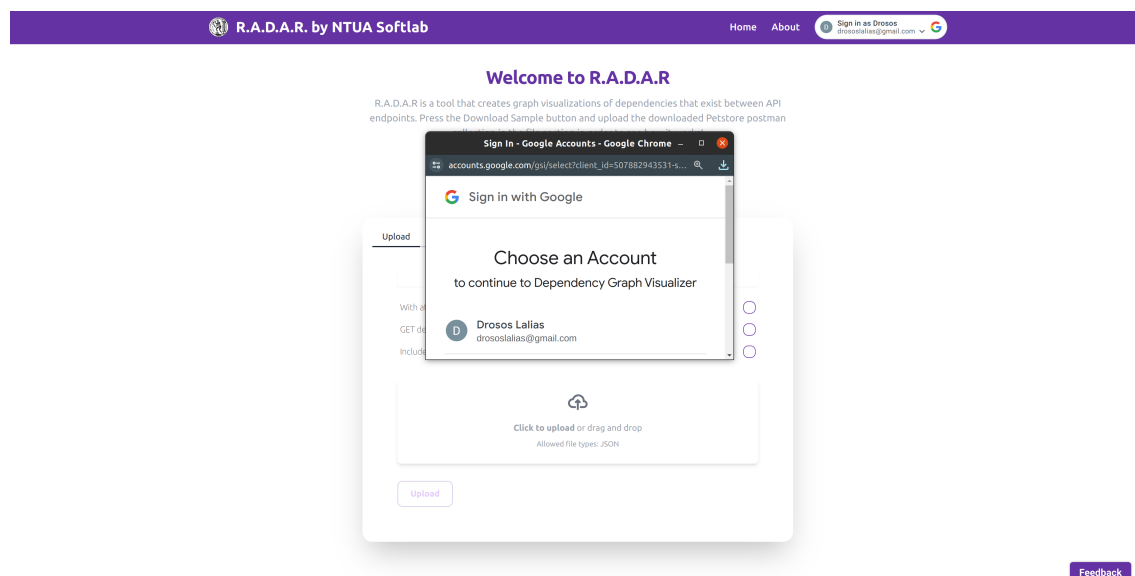 R.A.D.A.R. by NTUA Softlab
Home About
Sign in as Drosos
drososlalias@gmail.com
Welcome to R.A.D.A.R
R.A.D.A.R is a tool that creates graph visualizations of dependencies that exist between API
endpoints. Press the Download Sample button and upload the downloaded Petstore postman
Sign In - Google Accounts - Google Chrome
accounts.google.com/gsi/select?client_id=507882943531-s...
Sign in with Google
Upload
Choose an Account
to continue to Dependency Graph Visualizer
With
GET
Include
D
Drosos Lalias
drososlalias@gmail.com
Click to upload or drag and drop
Allowed file types: JSON
Upload
Feedback